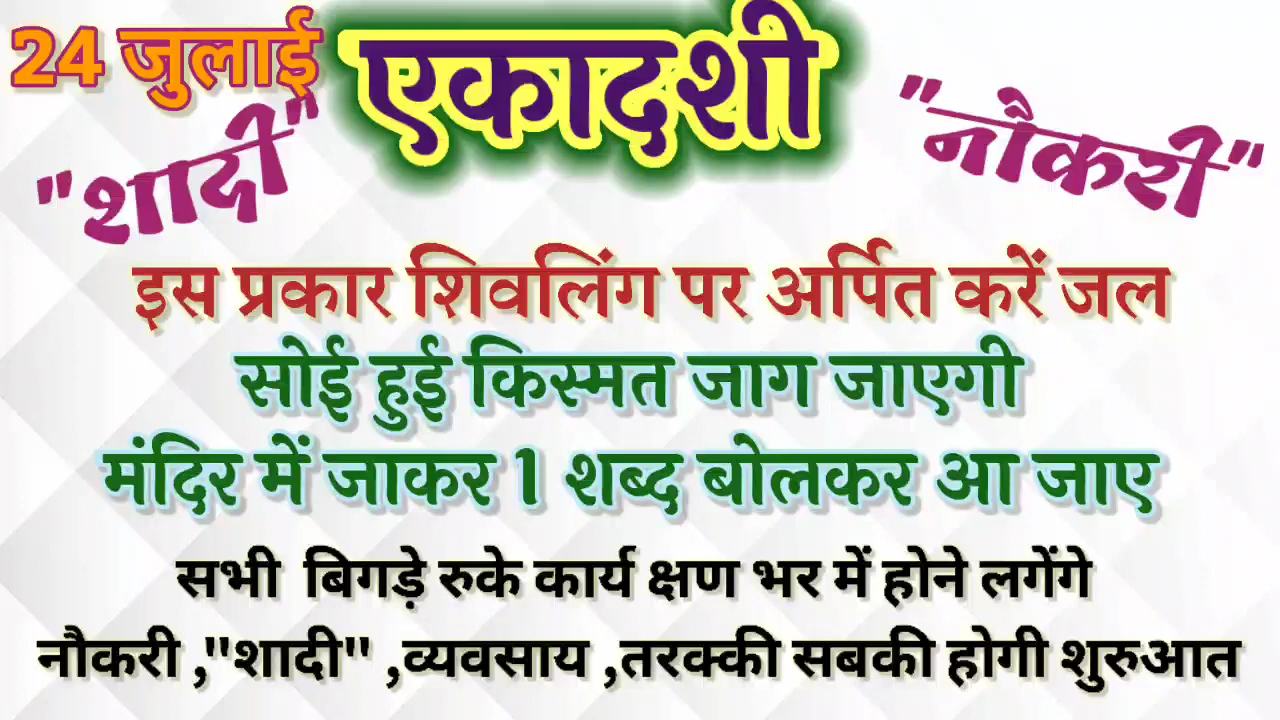 24 जुलाई
एकादशी
"शादी"
"नौकरी"
इस प्रकार शिवलिंग पर अर्पित करें जल
सोई हुई किस्मत जाग जाएगी
मंदिर में जाकर 1 शब्द बोलकर आ जाए
सभी बिगड़े रुके कार्य क्षण भर में होने लगेंगे
नौकरी ,"शादी" ,व्यवसाय ,तरक्की सबकी होगी शुरुआत